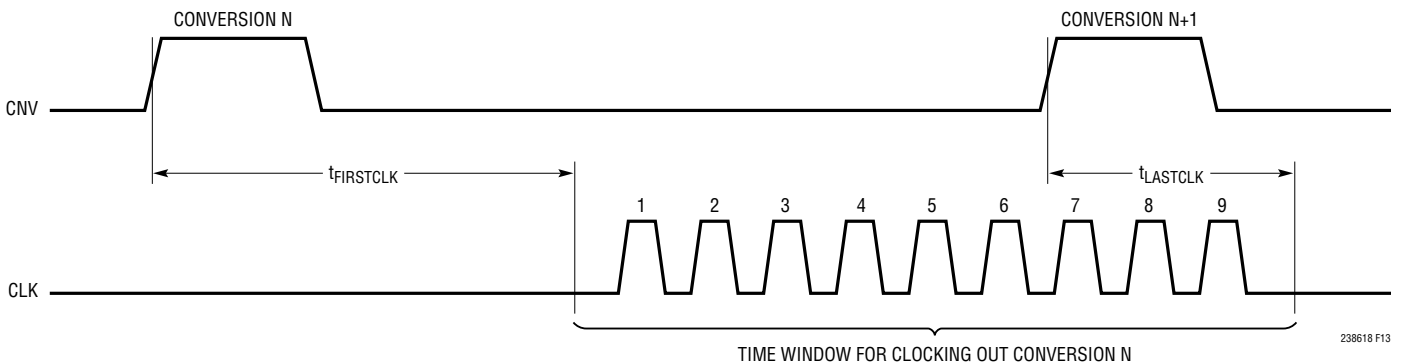 CONVERSION N
CONVERSION N+1
CNV
tFIRSTCLK
tLASTCLK
1 2 3 4 5 6 7 8 9
CLK
TIME WINDOW FOR CLOCKING OUT CONVERSION N
238618 F13